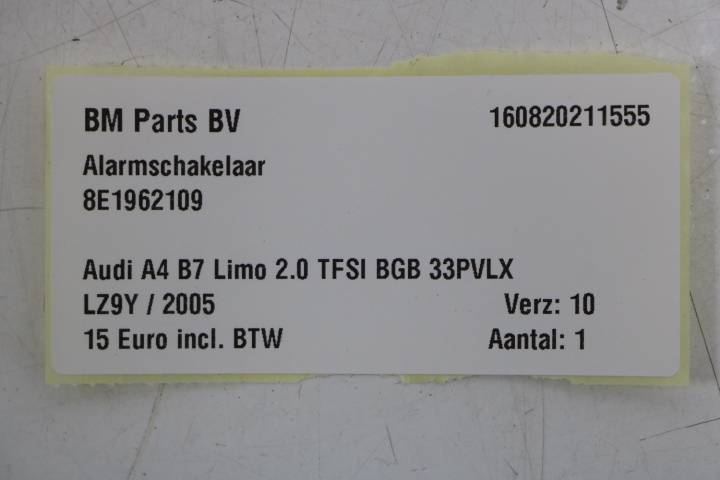 BM Parts BV 160820211555
Alarmschakelaar
8E1962109
Audi A4 B7 Limo 2.0 TFSI BGB 33PVLX
LZ9Y / 2005 Verz: 10
15 Euro incl. BTW Aantal: 1